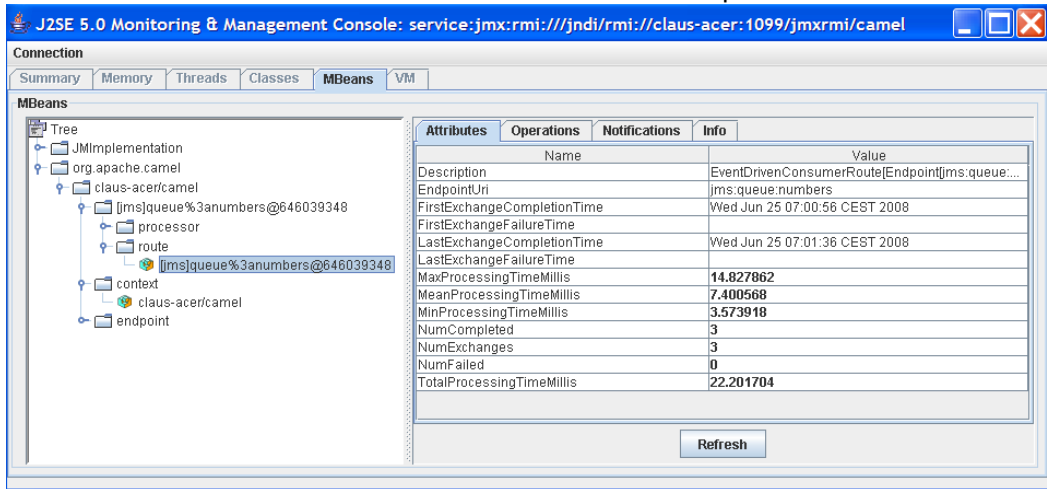 J2SE 5.0 Monitoring & Management Console: service:jmx:rmi:///jndi/rmi://claus-acer:1099/jmxrmi/camel
Connection
Summary Memory Threads Classes MBeans VM
MBeans
Tree
JMImplementation
org.apache.camel
claus-acer/camel
[jms]queue%3anumbers@646039348
processor
route
[jms]queue%3anumbers@646039348
context
claus-acer/camel
endpoint
Attributes Operations Notifications Info
Name Value
Description EventDrivenConsumerRoute[Endpoint[jms:queue:...
EndpointUri jms:queue:numbers
FirstExchangeCompletionTime Wed Jun 25 07:00:56 CEST 2008
FirstExchangeFailureTime
LastExchangeCompletionTime Wed Jun 25 07:01:36 CEST 2008
LastExchangeFailureTime
MaxProcessingTimeMillis 14.827862
MeanProcessingTimeMillis 7.400568
MinProcessingTimeMillis 3.573918
NumCompleted 3
NumExchanges 3
NumFailed 0
TotalProcessingTimeMillis 22.201704
Refresh